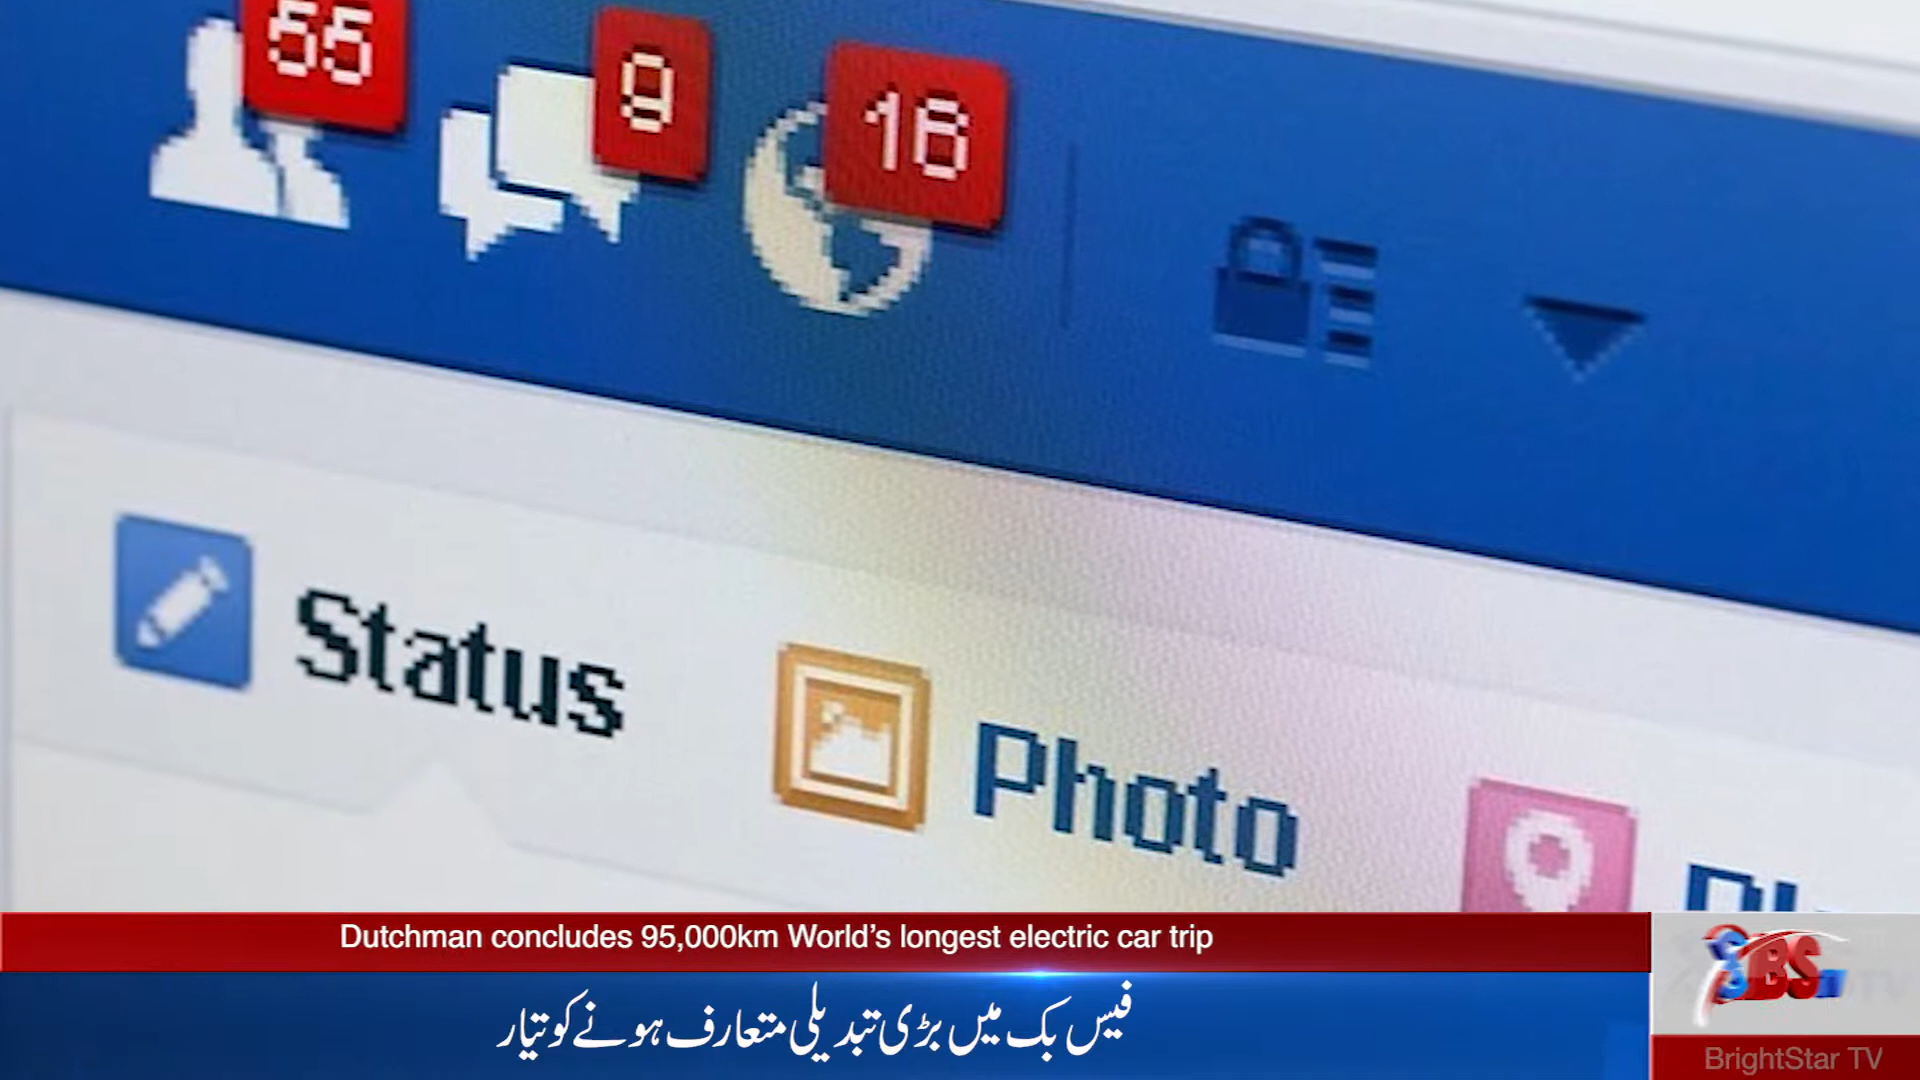 55
9
16
Status
Photo
Dutchman concludes 95,000km World’s longest electric car trip
فیس بک میں بڑی تبدیلی متعارف ہونے کو تیار
BS
BrightStar TV